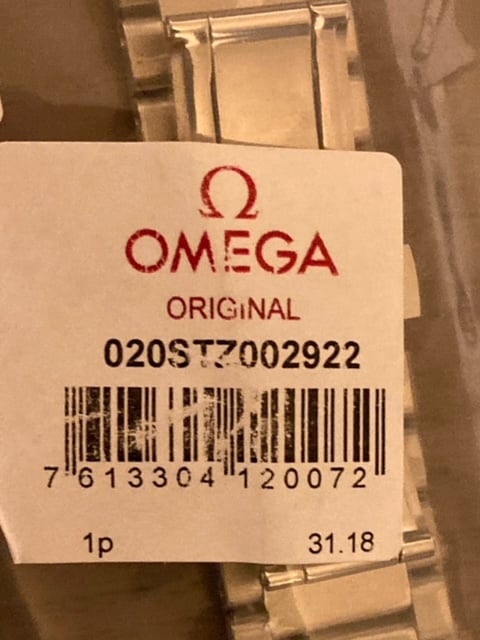 Ω
OMEGA
ORIGINAL
020STZ002922
7 613304 120072
1p 31.18